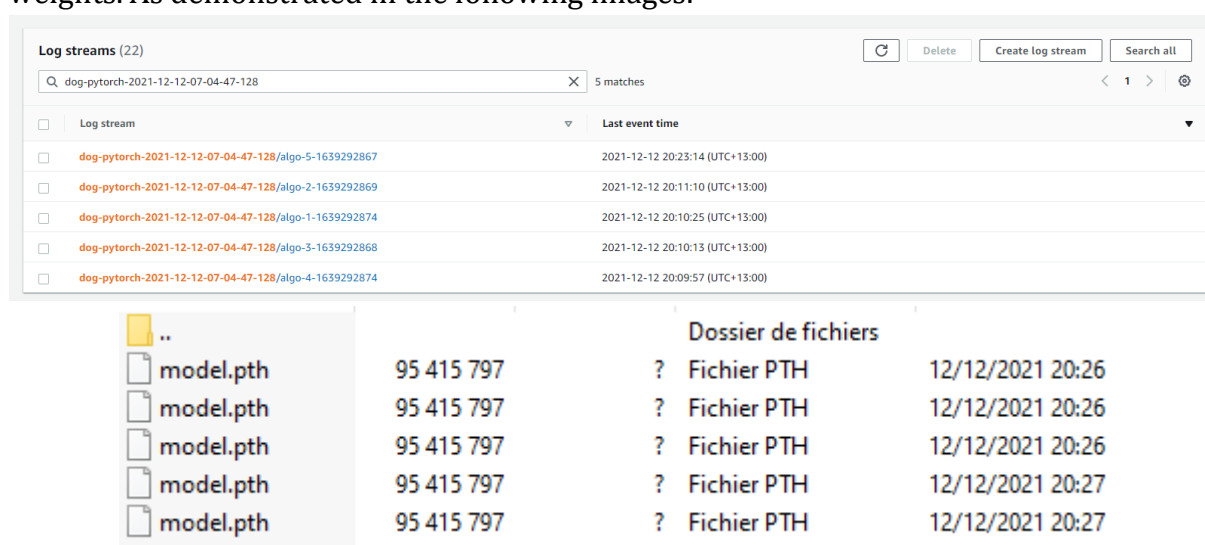 weights. As demonstrated in the following images.
Log streams (22) Delete Create log stream Search all
dog-pytorch-2021-12-12-07-04-47-128 5 matches 1
Log stream Last event time
dog-pytorch-2021-12-12-07-04-47-128/algo-5-1639292867 2021-12-12 20:23:14 (UTC+13:00)
dog-pytorch-2021-12-12-07-04-47-128/algo-2-1639292869 2021-12-12 20:11:10 (UTC+13:00)
dog-pytorch-2021-12-12-07-04-47-128/algo-1-1639292874 2021-12-12 20:10:25 (UTC+13:00)
dog-pytorch-2021-12-12-07-04-47-128/algo-3-1639292868 2021-12-12 20:10:13 (UTC+13:00)
dog-pytorch-2021-12-12-07-04-47-128/algo-4-1639292874 2021-12-12 20:09:57 (UTC+13:00)
.. Dossier de fichiers
model.pth 95 415 797 ? Fichier PTH 12/12/2021 20:26
model.pth 95 415 797 ? Fichier PTH 12/12/2021 20:26
model.pth 95 415 797 ? Fichier PTH 12/12/2021 20:26
model.pth 95 415 797 ? Fichier PTH 12/12/2021 20:27
model.pth 95 415 797 ? Fichier PTH 12/12/2021 20:27